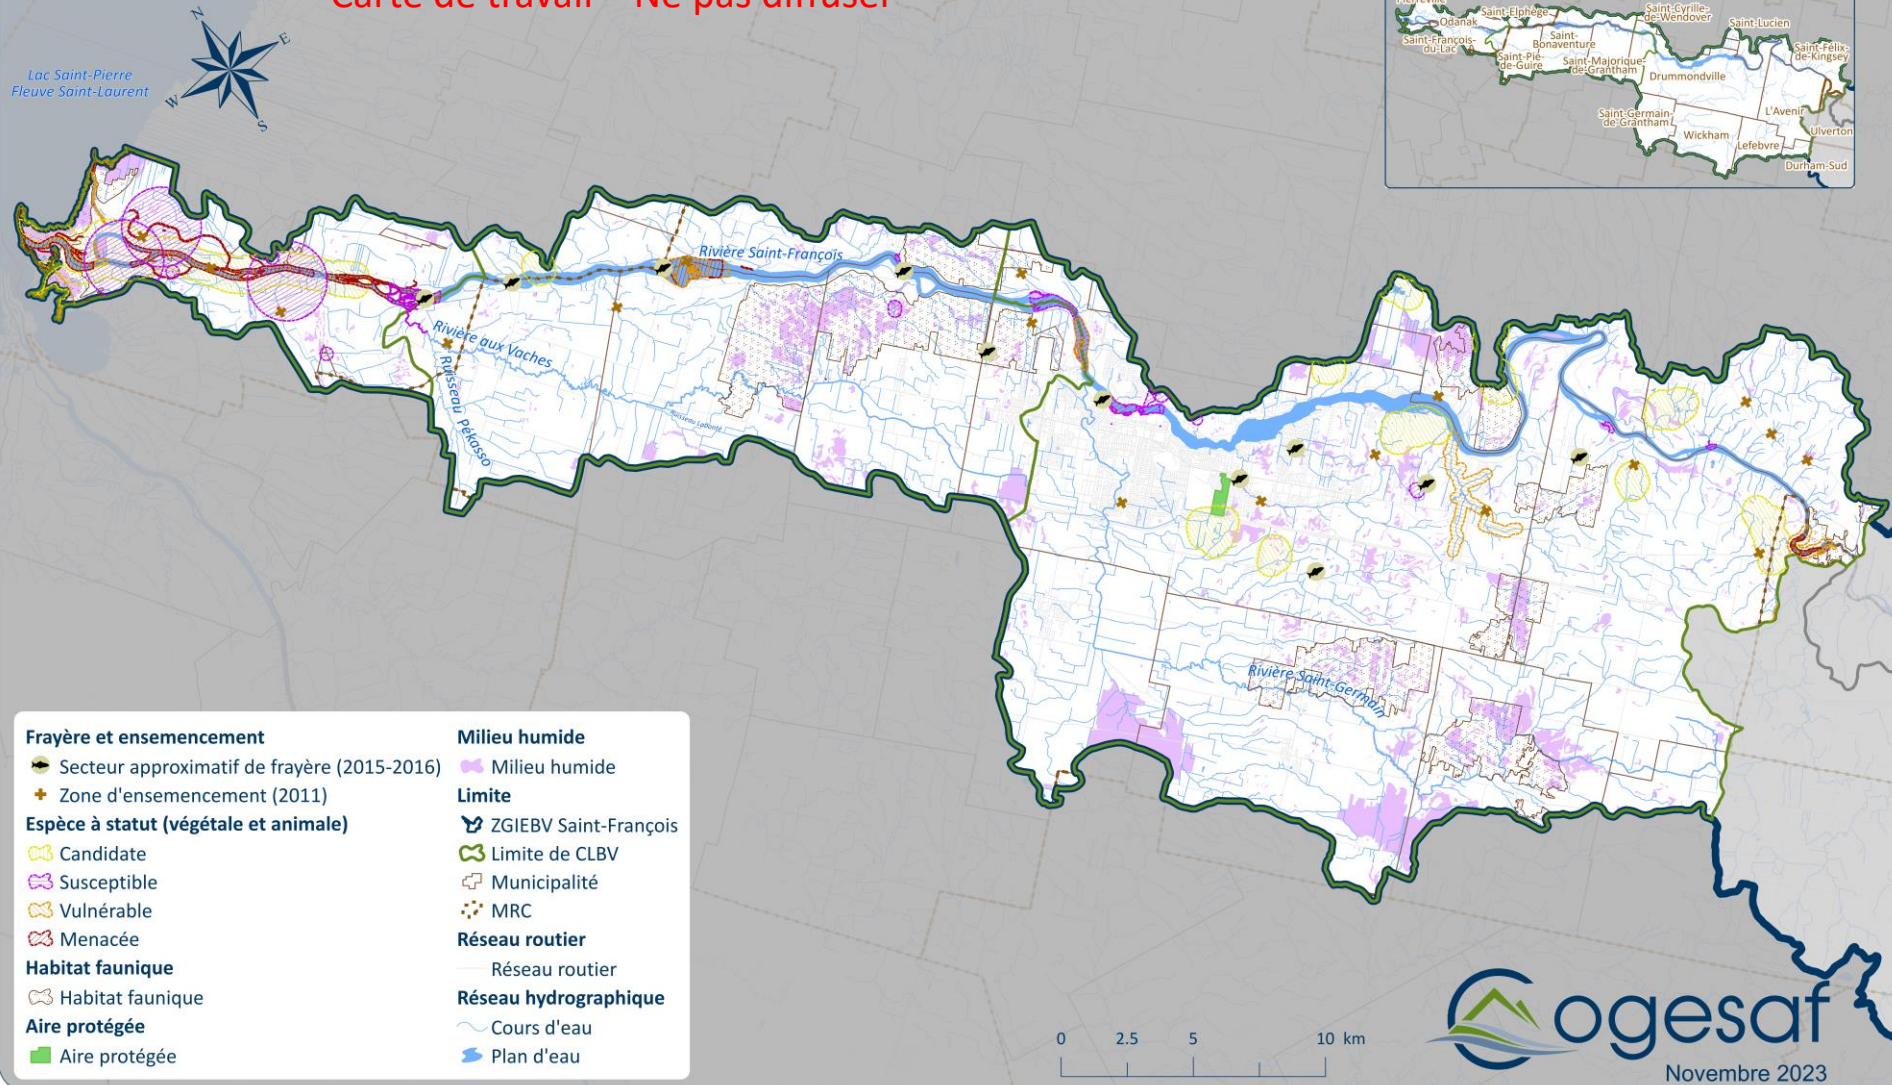 Carte de travail - Ne pas diffuser
N
E
W
S
Lac Saint-Pierre
Fleuve Saint-Laurent
Pierreville
Odanak
Saint-Elphège
Saint-Cyrille-
de-Wendover
Saint-Lucien
Saint-François-
du-Lac
Saint-
Bonaventure
Saint-Félix-
de-Kingsey
Saint-Pie-
de-Guire
Saint-Majorique-
de-Grantham
Drummondville
Saint-Germain-
de-Grantham
L'Avenir
Wickham
Ulverton
Lefebvre
Durham-Sud
Rivière Saint-François
Rivière aux Vaches
Ruisseau Pékasso
Ruisseau Labonté
Rivière Saint-Germain
Frayère et ensemencement
Secteur approximatif de frayère (2015-2016)
Zone d'ensemencement (2011)
Espèce à statut (végétale et animale)
Candidate
Susceptible
Vulnérable
Menacée
Habitat faunique
Habitat faunique
Aire protégée
Aire protégée
Milieu humide
Milieu humide
Limite
ZGIEBV Saint-François
Limite de CLBV
Municipalité
MRC
Réseau routier
Réseau routier
Réseau hydrographique
Cours d'eau
Plan d'eau
0 2.5 5 10 km
Cogesaf
Novembre 2023